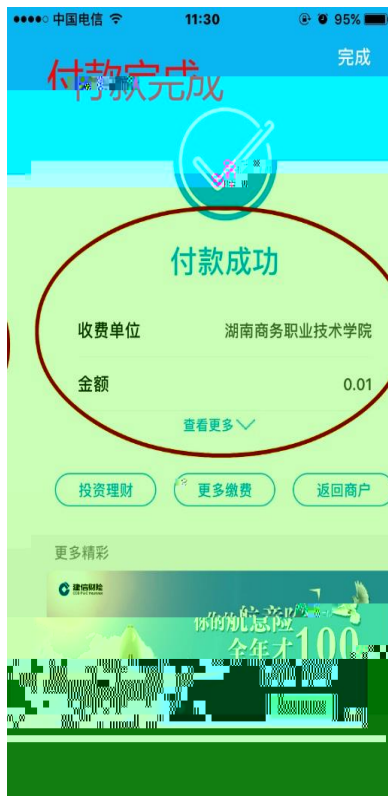 中国电信 11:30 95%
完成
付款完成
付款成功
收费单位 湖南商务职业技术学院
金额 0.01
查看更多
投资理财 更多缴费 返回商户
更多精彩
建信财险
你的航意险
全年才100